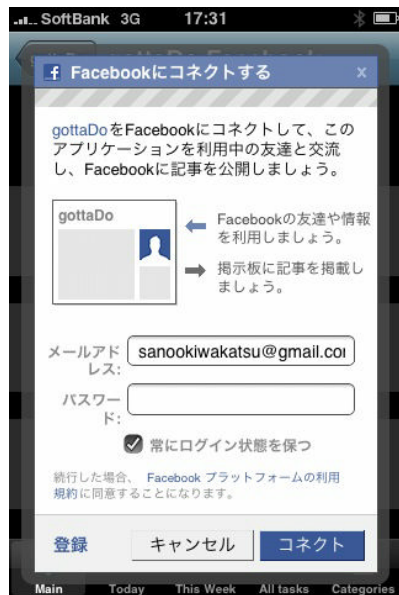 SoftBank 3G 17:31
Facebookにコネクトする x
gottaDoをFacebookにコネクトして、この
アプリケーションを利用中の友達と交流
し、Facebookに記事を公開しましょう。
gottaDo
Facebookの友達や情報
を利用しましょう。
掲示板に記事を掲載し
ましょう。
メールアド
レス:
sanookiwakatsu@gmail.co
パスワー
ド:
常にログイン状態を保つ
続行した場合、 Facebook プラットフォームの利用
規約に同意することになります。
登録 キャンセル コネクト
Main Today This Week All tasks Categories